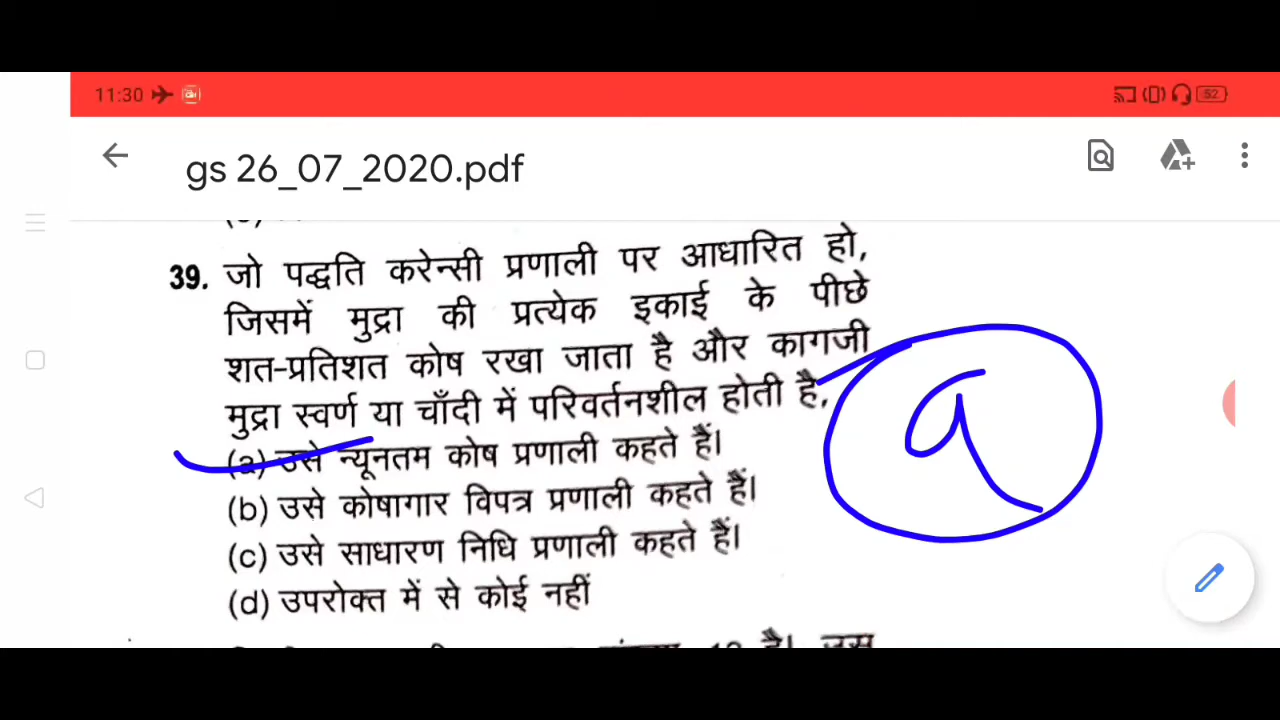 11:30
52
gs 26_07_2020.pdf
39. जो पद्धति करेन्सी प्रणाली पर आधारित हो,
जिसमें मुद्रा की प्रत्येक इकाई के पीछे
शत-प्रतिशत कोष रखा जाता है और कागजी
मुद्रा स्वर्ण या चाँदी में परिवर्तनशील होती है,
(a) उसे न्यूनतम कोष प्रणाली कहते हैं।
a
(b) उसे कोषागार विपत्र प्रणाली कहते हैं।
(c) उसे साधारण निधि प्रणाली कहते हैं।
(d) उपरोक्त में से कोई नहीं